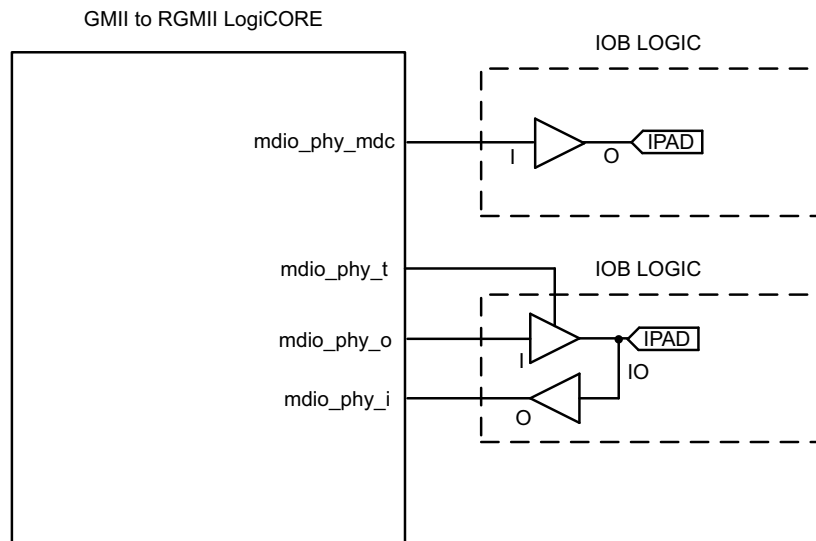 GMII to RGMII LogiCORE
IOB LOGIC
mdio_phy_mdc
I
O
IPAD
mdio_phy_t
IOB LOGIC
mdio_phy_o
I
IPAD
IO
mdio_phy_i
O